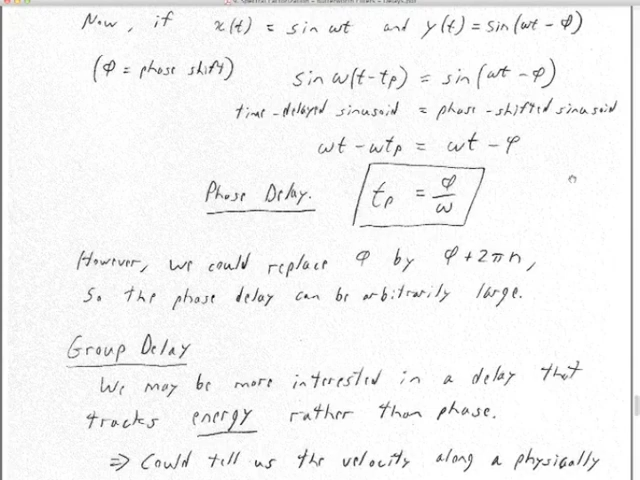 Now, if x(t) = sin ωt and y(t) = sin(ωt - φ)
(φ = phase shift) sin ω(t - tp) = sin(ωt - φ)
time-delayed sinusoid = phase-shifted sinusoid
ωt - ωtp = ωt - φ
Phase Delay. tp = φ/ω
However, we could replace φ by φ + 2πn,
so the phase delay can be arbitrarily large.
Group Delay
We may be more interested in a delay that
tracks energy rather than phase.
⇒ Could tell us the velocity along a physically